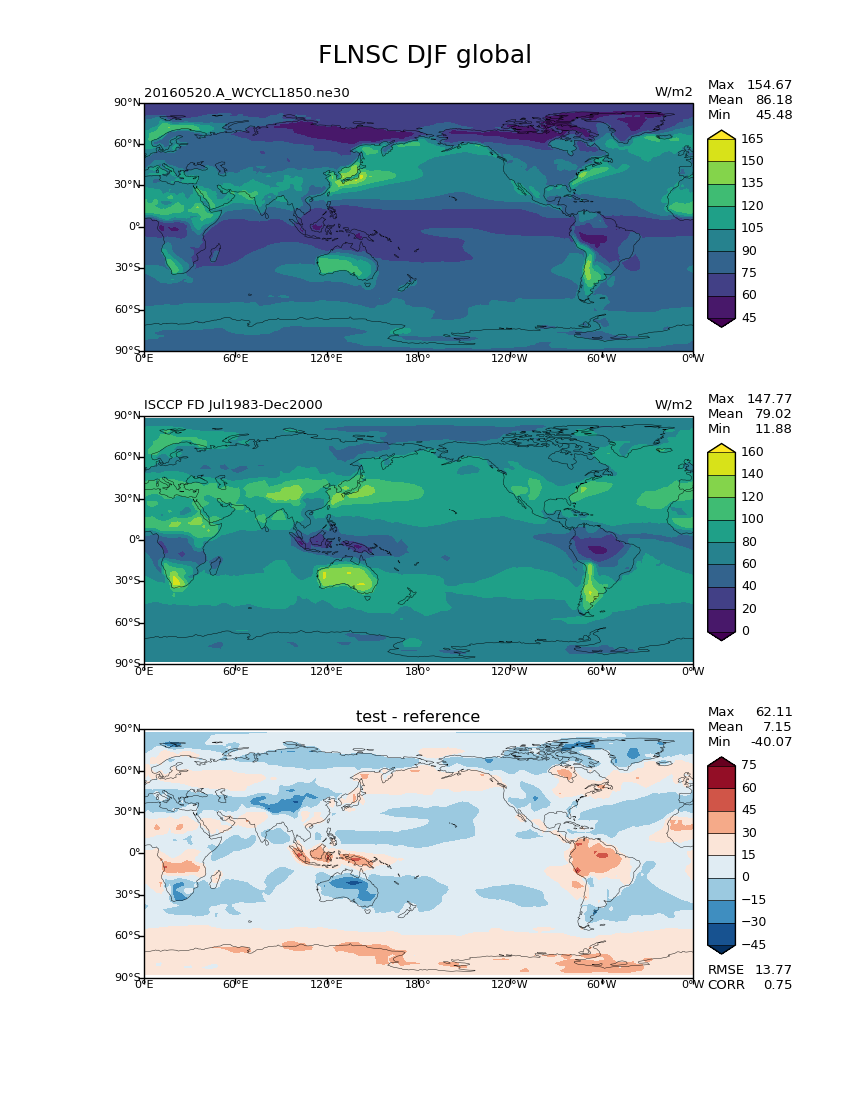 FLNSC DJF global
20160520.A_WCYCL1850.ne30 W/m2
Max 154.67
Mean 86.18
Min 45.48
90°N
60°N
30°N
0°
30°S
60°S
90°S
0°E 60°E 120°E 180° 120°W 60°W 0°W
165
150
135
120
105
90
75
60
45
ISCCP FD Jul1983-Dec2000 W/m2
Max 147.77
Mean 79.02
Min 11.88
90°N
60°N
30°N
0°
30°S
60°S
90°S
0°E 60°E 120°E 180° 120°W 60°W 0°W
160
140
120
100
80
60
40
20
0
test - reference
Max 62.11
Mean 7.15
Min -40.07
90°N
60°N
30°N
0°
30°S
60°S
90°S
0°E 60°E 120°E 180° 120°W 60°W 0°W
75
60
45
30
15
0
−15
−30
−45
RMSE 13.77
CORR 0.75